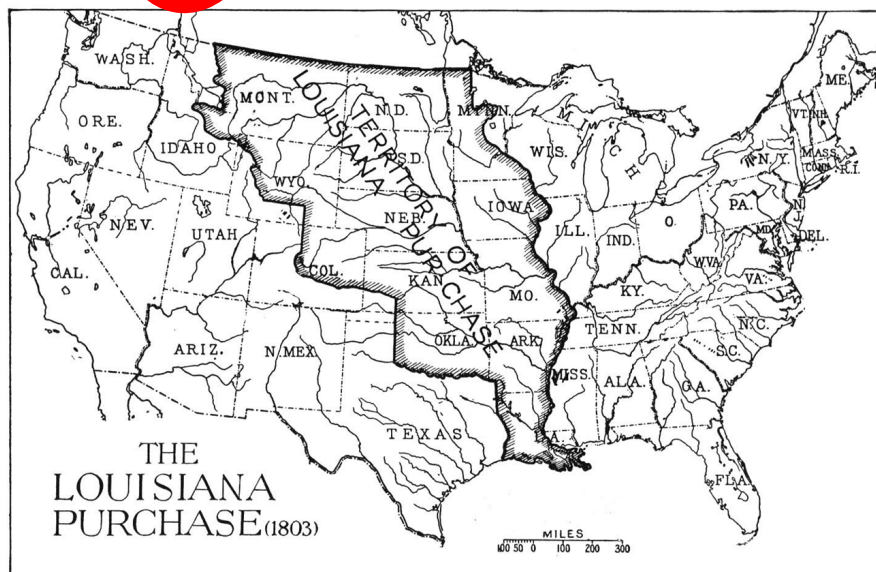 WASH.
MONT.
N.D.
MINN.
ME.
ORE.
IDAHO
S.D.
WIS.
MICH.
VT.
N.H.
N.Y.
MASS.
CONN.
R.I.
WYO.
NEB.
IOWA
PA.
N.J.
NEV.
UTAH
ILL.
IND.
O.
MD.
DEL.
CAL.
COL.
KAN.
MO.
KY.
W.VA.
VA.
ARIZ.
N.MEX.
OKLA.
ARK.
TENN.
N.C.
S.C.
MISS.
ALA.
GA.
TEXAS
LA.
FLA.
TERRITORY OF
LOUISIANA PURCHASE
THE
LOUISIANA
PURCHASE (1803)
MILES
100 50 0 100 200 300